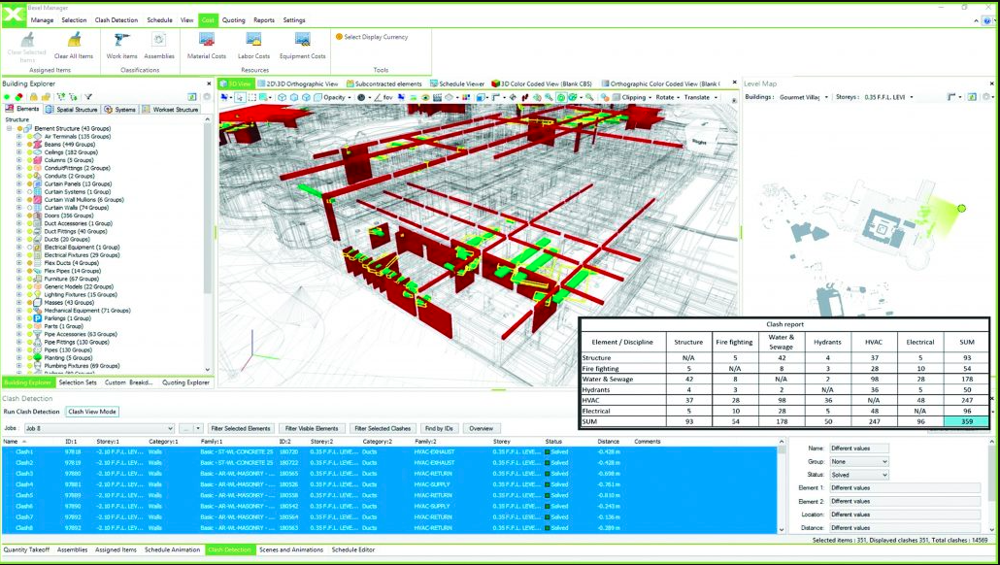 Bexel Manager
Manage Selection Clash Detection Schedule View Cost Quoting Reports Settings
Clear Selected Items Clear All Items Work Items Assemblies Material Costs Labor Costs Equipment Costs Select Display Currency
Assigned Items Classifications Resources Tools
Building Explorer
3D View 2D\3D Orthographic View Subcontracted elements Schedule Viewer 3D Color Coded View (Blank CBS) Orthographic Color Coded View (Blank
Level Map
Opacity fov Clipping Rotate Translate
Buildings: Gourmet Villag Storeys: 0.35 F.F.L. LEVI
Elements Spatial Structure Systems Workset Structure
Structure
Element Structure (43 Groups)
Air Terminals (135 Groups)
Beams (449 Groups)
Ceilings (182 Groups)
Columns (5 Groups)
ConduitFittings (2 Groups)
Conduits (2 Groups)
Curtain Panels (13 Groups)
Curtain Systems (1 Group)
Curtain Wall Mullions (6 Groups)
Curtain Walls (74 Groups)
Doors (356 Groups)
Duct Accessories (1 Group)
Duct Fittings (40 Groups)
Ducts (20 Groups)
Electrical Equipment (1 Group)
Electrical Fixtures (29 Groups)
Flex Ducts (4 Groups)
Flex Pipes (14 Groups)
Furniture (67 Groups)
Generic Models (22 Groups)
Lighting Fixtures (15 Groups)
Masses (43 Groups)
Mechanical Equipment (71 Groups)
Parkings (1 Group)
Parts (1 Group)
Pipe Accessories (63 Groups)
Pipe Fittings (130 Groups)
Pipes (130 Groups)
Planting (5 Groups)
Plumbing Fixtures (69 Groups)
Right
Building Explorer Selection Sets Custom Breakd... Quoting Explorer
Clash report
Element / Discipline Structure Fire fighting Water & Sewage Hydrants HVAC Electrical SUM
Structure N/A 5 42 4 37 5 93
Fire fighting 5 N/A 8 3 28 10 54
Water & Sewage 42 N/A 8 2 98 28 178
Hydrants 4 3 2 N/A 36 5 50
HVAC 37 28 98 36 N/A 48 247
Electrical 5 10 28 5 48 N/A 96
SUM 93 54 178 50 247 96 359
Clash Detection
Run Clash Detection Clash View Mode
Jobs : Job 8 ... Filter Selected Elements Filter Visible Elements Filter Selected Clashes Find by IDs Overview
Name ID:1 Storey:1 Category:1 Family:1 ID:2 Storey:2 Category:2 Family:2 Storey Status Distance Comments
Clash1 97818 -2.10 F.F.L. LEV... Walls Basic - ST-WL-CONCRETE 25 180720 0.35 F.F.L. LEVE... Ducts HVAC-EXHAUST 0.35 F.F.L. LEVE... Solved -0.428 m
Clash2 97819 -2.10 F.F.L. LEV... Walls Basic - ST-WL-CONCRETE 25 180722 0.35 F.F.L. LEVE... Ducts HVAC-EXHAUST 0.35 F.F.L. LEVE... Solved -0.428 m
Clash3 97880 -2.10 F.F.L. LEV... Walls Basic - AR-WL-MASONRY - ... 180565 0.35 F.F.L. LEVE... Ducts HVAC-RETURN 0.35 F.F.L. LEVE... Solved -0.698 m
Clash4 97881 -2.10 F.F.L. LEV... Walls Basic - AR-WL-MASONRY - ... 180526 0.35 F.F.L. LEVE... Ducts HVAC-SUPPLY 0.35 F.F.L. LEVE... Solved -0.761 m
Clash5 97889 -2.10 F.F.L. LEV... Walls Basic - AR-WL-MASONRY - ... 180558 0.35 F.F.L. LEVE... Ducts HVAC-RETURN 0.35 F.F.L. LEVE... Solved -0.810 m
Clash6 97890 -2.10 F.F.L. LEV... Walls Basic - AR-WL-MASONRY - ... 180542 0.35 F.F.L. LEVE... Ducts HVAC-SUPPLY 0.35 F.F.L. LEVE... Solved -0.243 m
Clash7 97892 -2.10 F.F.L. LEV... Walls Basic - AR-WL-MASONRY - ... 180564 0.35 F.F.L. LEVE... Ducts HVAC-RETURN 0.35 F.F.L. LEVE... Solved -0.136 m
Clash8 97892 -2.10 F.F.L. LEV... Walls Basic - AR-WL-MASONRY - ... 180563 0.35 F.F.L. LEVE... Ducts HVAC-RETURN 0.35 F.F.L. LEVE... Solved -0.289 m
Name: Different values
Group: None
Status: Solved
Element 1: Different values
Element 2: Different values
Location: Different values
Distance: Different values
Selected items : 351, Displayed clashes 351, Total clashes : 14569
Quantity Takeoff Assemblies Assigned Items Schedule Animation Clash Detection Scenes and Animations Schedule Editor